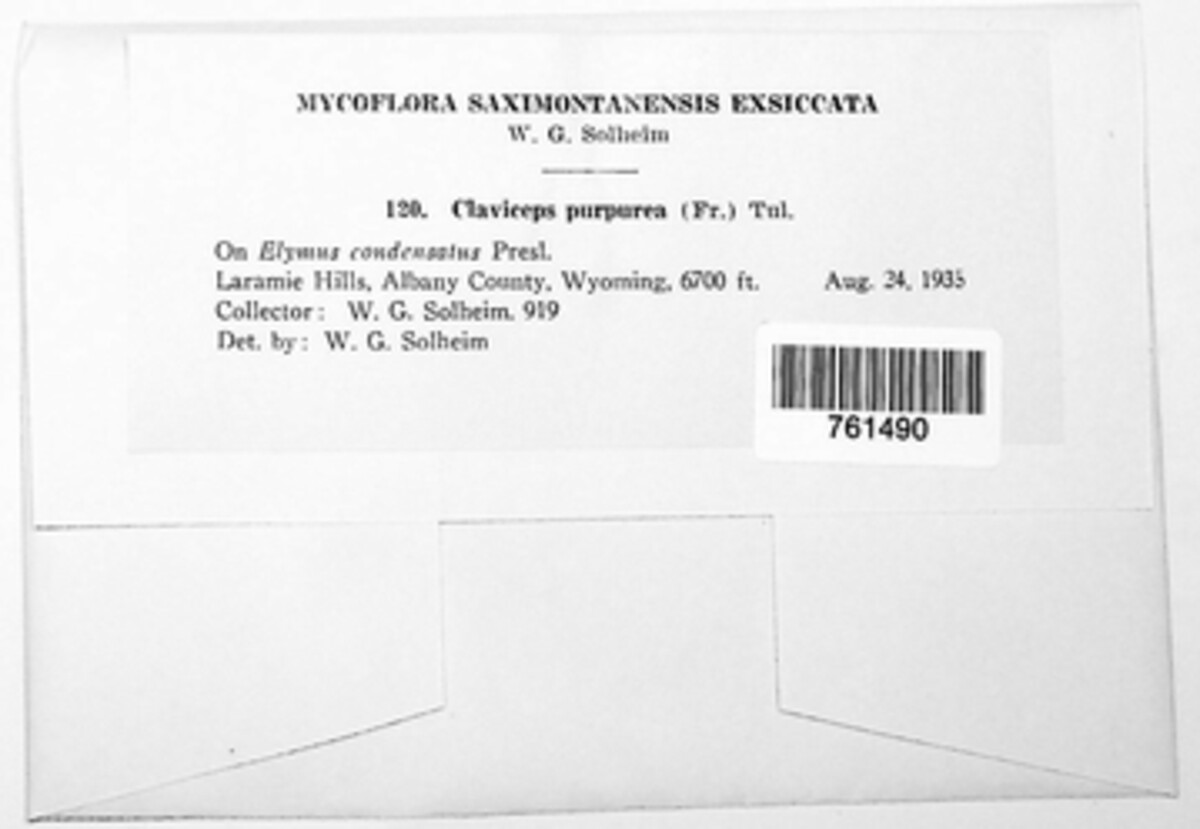 MYCOFLORA SAXIMONTANENSIS EXSICCATA
W. G. Solheim
120. Claviceps purpurea (Fr.) Tul.
On Elymus condensatus Presl.
Laramie Hills, Albany County, Wyoming, 6700 ft. Aug. 24, 1935
Collector: W. G. Solheim. 919
Det. by: W. G. Solheim
761490